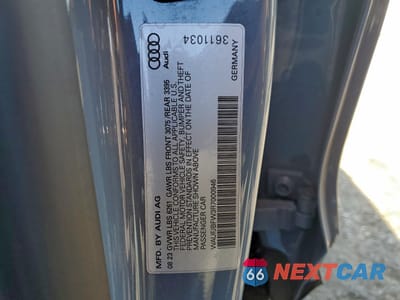 MFD. BY AUDI AG
08.23 GVWR LBS 6261 GAWR LBS FRONT 3075 /REAR 3395
THIS VEHICLE CONFORMS TO ALL APPLICABLE U.S.
FEDERAL MOTOR VEHICLE SAFETY, BUMPER AND THEFT
PREVENTION STANDARDS IN EFFECT ON THE DATE OF
MANUFACTURE SHOWN ABOVE
PASSENGER CAR
Audi
3611034
GERMANY
66
NEXTCAR